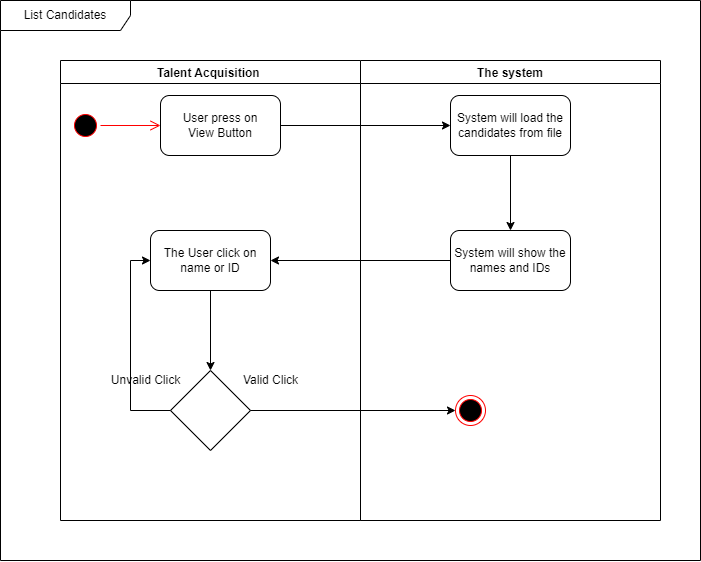 List Candidates
Talent Acquisition
The system
User press on
View Button
System will load the
candidates from file
The User click on
name or ID
System will show the
names and IDs
Unvalid Click
Valid Click